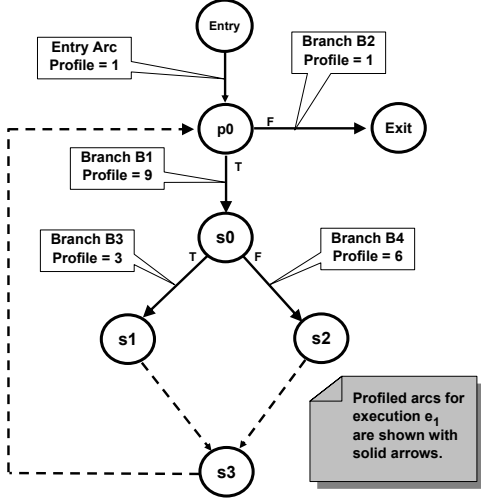 Entry
Entry Arc
Profile = 1
Branch B2
Profile = 1
p0
F
Exit
Branch B1
Profile = 9
T
s0
Branch B3
Profile = 3
T
F
Branch B4
Profile = 6
s1
s2
Profiled arcs for
execution e1
are shown with
solid arrows.
s3